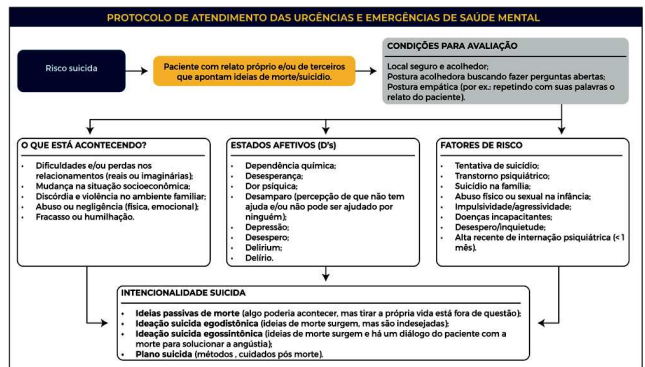 PROTOCOLO DE ATENDIMENTO DAS URGÊNCIAS E EMERGÊNCIAS DE SAÚDE MENTAL
Risco suicida
Paciente com relato próprio e/ou de terceiros
que apontam ideias de morte/suicídio.
CONDIÇÕES PARA AVALIAÇÃO
Local seguro e acolhedor;
Postura acolhedora buscando fazer perguntas abertas;
Postura empática (por ex.: repetindo com suas palavras o
relato do paciente).
O QUE ESTÁ ACONTECENDO?
• Dificuldades e/ou perdas nos
relacionamentos (reais ou imaginárias);
• Mudança na situação socioeconômica;
• Discórdia e violência no ambiente familiar;
• Abuso ou negligência (física, emocional);
• Fracasso ou humilhação.
ESTADOS AFETIVOS (D's)
• Dependência química;
• Desesperança;
• Dor psíquica;
• Desamparo (percepção de que não tem
ajuda e/ou não pode ser ajudado por
ninguém);
• Depressão;
• Desespero;
• Delirium;
• Delírio.
FATORES DE RISCO
• Tentativa de suicídio;
• Transtorno psiquiátrico;
• Suicídio na família;
• Abuso físico ou sexual na infância;
• Impulsividade/agressividade;
• Doenças incapacitantes;
• Desespero/inquietude;
• Alta recente de internação psiquiátrica (< 1
mês).
INTENCIONALIDADE SUICIDA
• Ideias passivas de morte (algo poderia acontecer, mas tirar a própria vida está fora de questão);
• Ideação suicida egodistônica (ideias de morte surgem, mas são indesejadas);
• Ideação suicida egossintônica (ideias de morte surgem e há um diálogo do paciente com a
morte para solucionar a angústia);
• Plano suicida (métodos , cuidados pós morte).